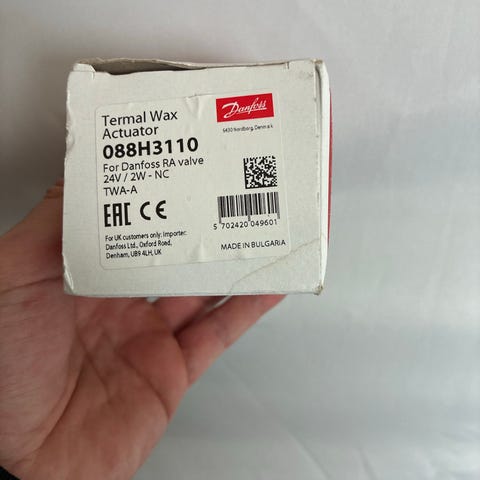 Termal Wax
Actuator
088H3110
For Danfoss RA valve
24V / 2W - NC
TWA-A
EAC CE
For UK customers only: Importer:
Danfoss Ltd., Oxford Road,
Denham, UB9 4LH, UK
Danfoss
6430 Nordborg, Denmark
5 702420 049601
MADE IN BULGARIA